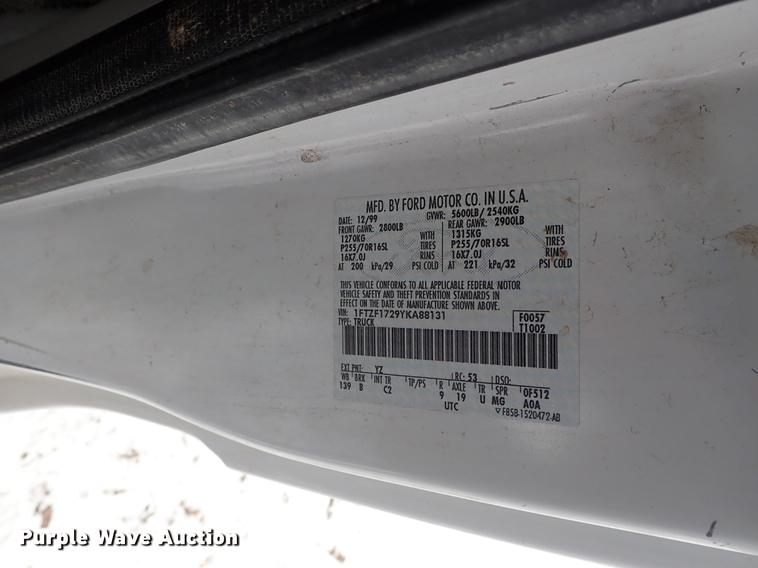 MFD. BY FORD MOTOR CO. IN U.S.A.
DATE: 12/99 GVWR: 5600LB/ 2540KG
FRONT GAWR: 2800LB REAR GAWR: 2900LB
1270KG WITH 1315KG WITH
P255/70R16SL TIRES P255/70R16SL TIRES
16X7.0J RIMS 16X7.0J RIMS
AT 200 kPa/29 PSI COLD AT 221 kPa/32 PSI COLD
THIS VEHICLE CONFORMS TO ALL APPLICABLE FEDERAL MOTOR
VEHICLE SAFETY AND THEFT PREVENTION STANDARDS IN
EFFECT ON THE DATE OF MANUFACTURE SHOWN ABOVE.
VIN: 1FTZF1729YKA88131 F0057
TYPE: TRUCK T1002
EXT PNT: YZ RC: 53 DSO:
WB BRK INT TR TP/PS R AXLE TR SPR 0F512
139 B C2 9 19 U MG A0A
UTC F85B-1520472-AB
Purple Wave Auction